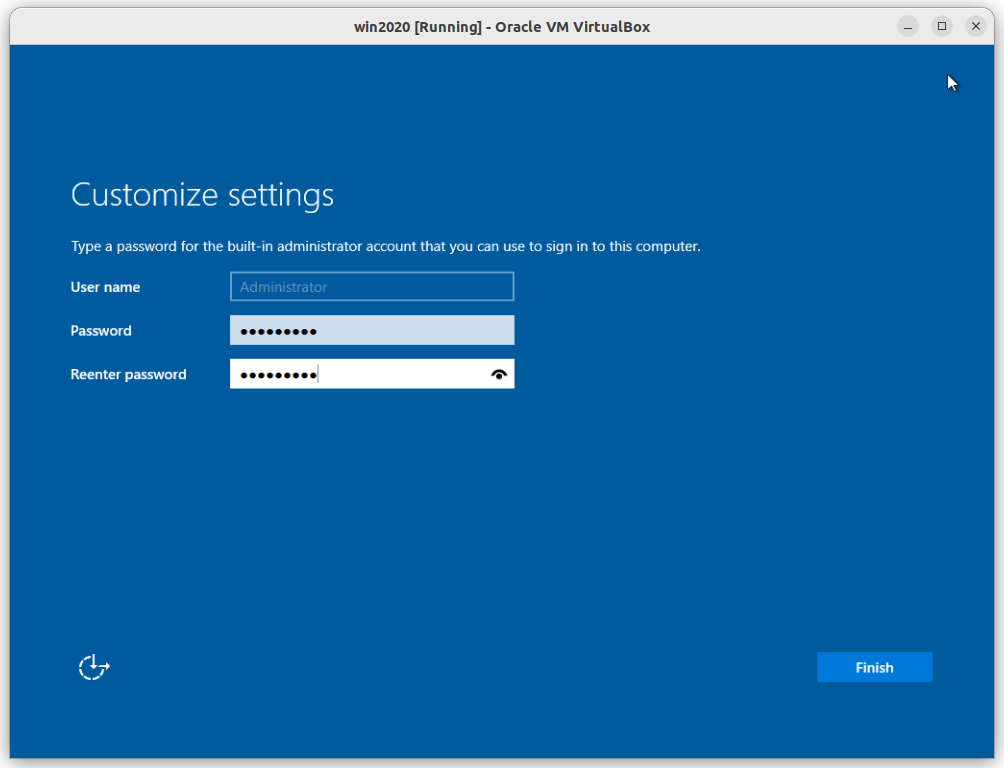 win2020 [Running] - Oracle VM VirtualBox
Customize settings
Type a password for the built-in administrator account that you can use to sign in to this computer.
User name
Administrator
Password
●●●●●●●●●
Reenter password
●●●●●●●●●
Finish